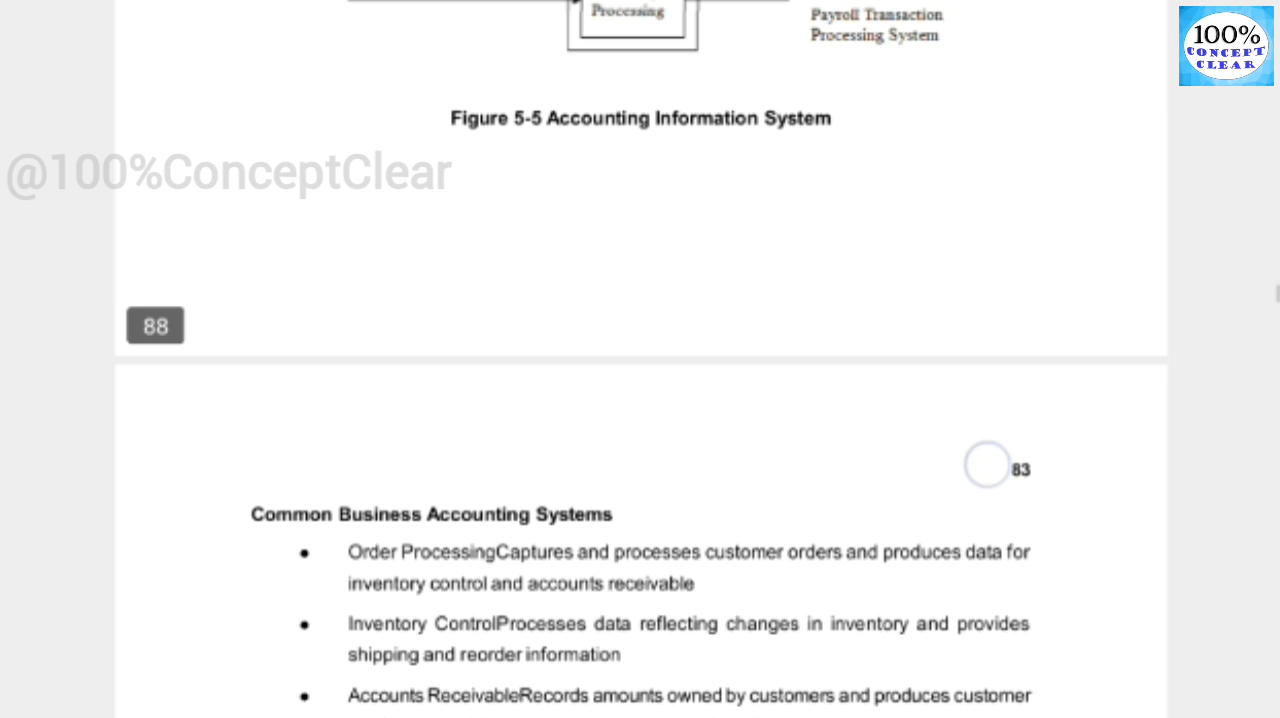 Processing
Payroll Transaction
Processing System
100%
CONCEPT
CLEAR
Figure 5-5 Accounting Information System
@100%ConceptClear
88
83
Common Business Accounting Systems
• Order ProcessingCaptures and processes customer orders and produces data for
inventory control and accounts receivable
• Inventory ControlProcesses data reflecting changes in inventory and provides
shipping and reorder information
• Accounts ReceivableRecords amounts owned by customers and produces customer